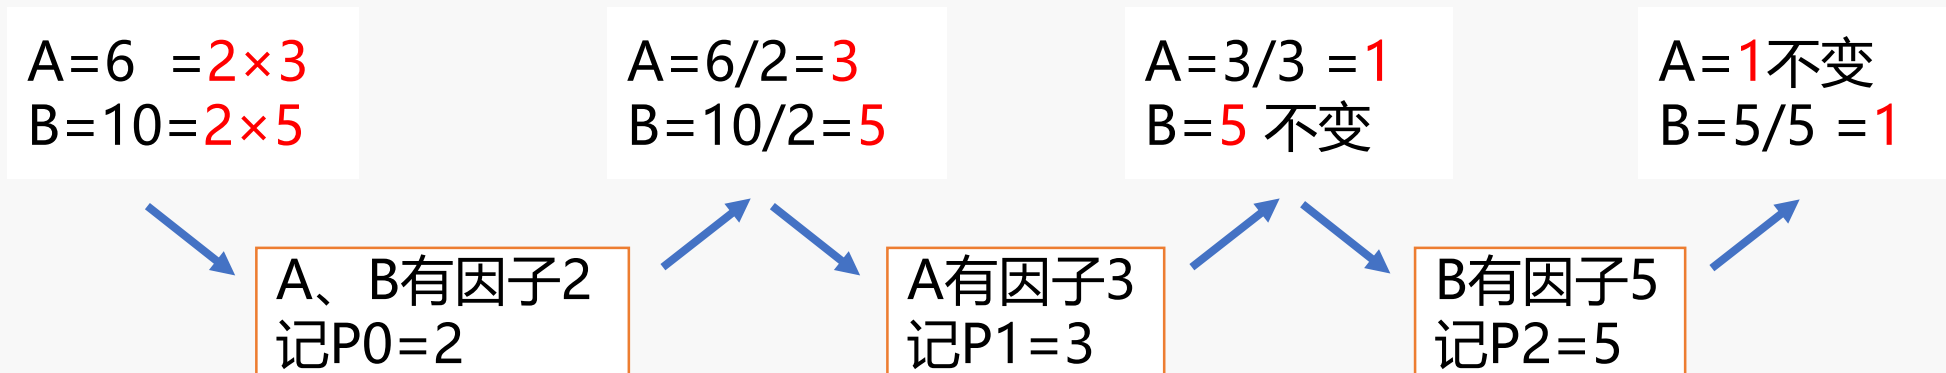 A=6 =2×3
B=10=2×5
A、B有因子2
记P0=2
A=6/2=3
B=10/2=5
A有因子3
记P1=3
A=3/3 =1
B=5 不变
B有因子5
记P2=5
A=1不变
B=5/5 =1